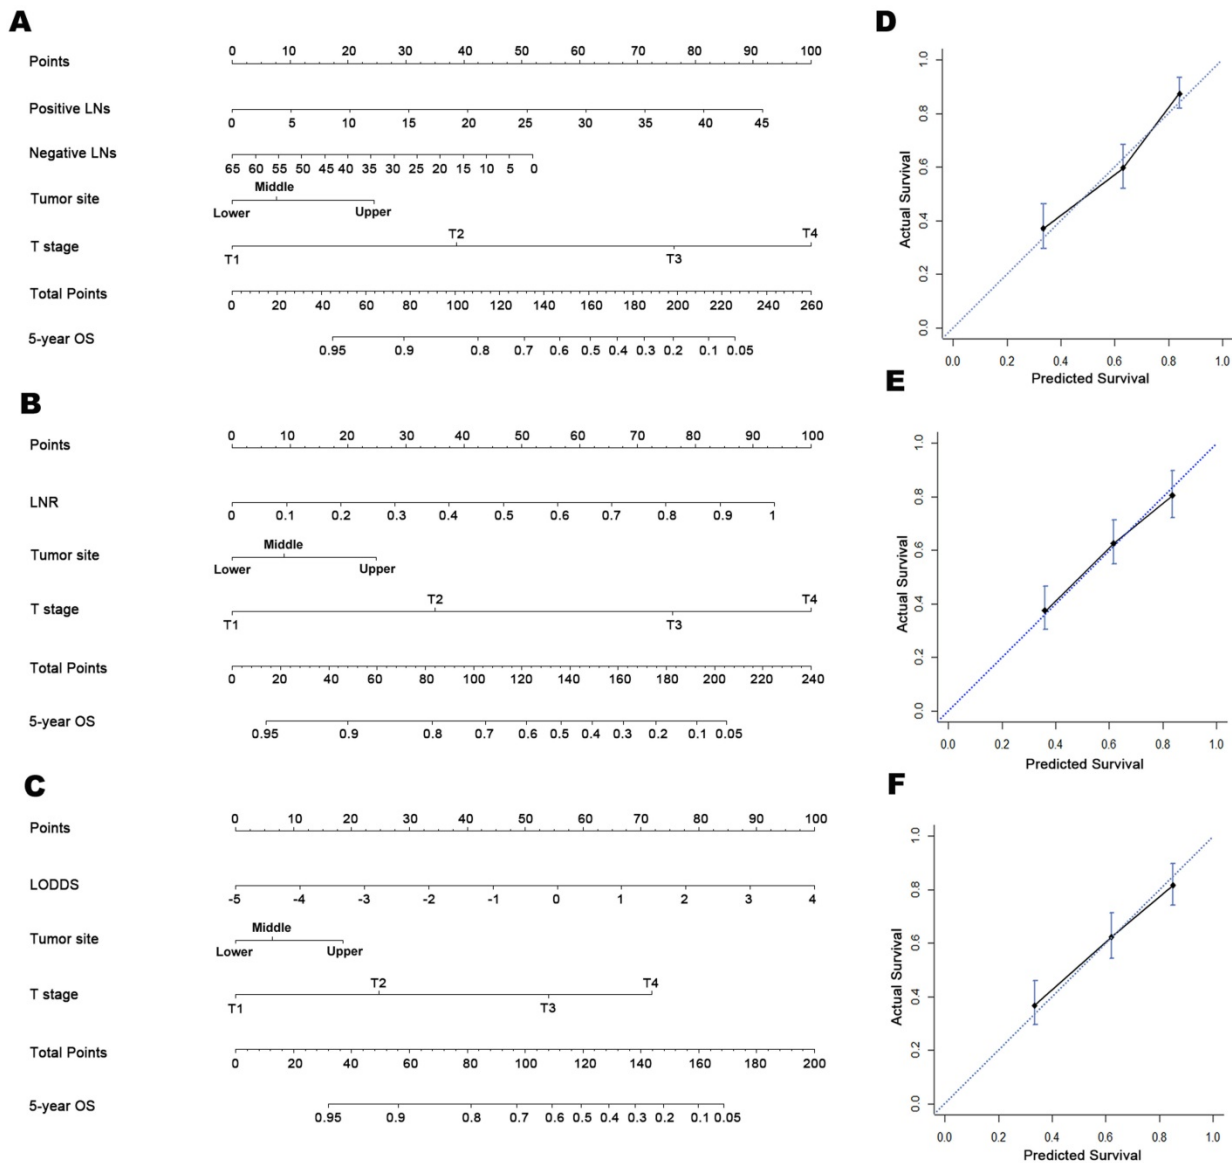 A
Points
0 10 20 30 40 50 60 70 80 90 100
Positive LNs
0 5 10 15 20 25 30 35 40 45
Negative LNs
65 60 55 50 45 40 35 30 25 20 15 10 5 0
Tumor site
Middle
Lower Upper
T stage
T2 T4
T1 T3
Total Points
0 20 40 60 80 100 120 140 160 180 200 220 240 260
5-year OS
0.95 0.9 0.8 0.7 0.6 0.5 0.4 0.3 0.2 0.1 0.05
B
Points
0 10 20 30 40 50 60 70 80 90 100
LNR
0 0.1 0.2 0.3 0.4 0.5 0.6 0.7 0.8 0.9 1
Tumor site
Middle
Lower Upper
T stage
T2 T4
T1 T3
Total Points
0 20 40 60 80 100 120 140 160 180 200 220 240
5-year OS
0.95 0.9 0.8 0.7 0.6 0.5 0.4 0.3 0.2 0.1 0.05
C
Points
0 10 20 30 40 50 60 70 80 90 100
LODDS
-5 -4 -3 -2 -1 0 1 2 3 4
Tumor site
Middle
Lower Upper
T stage
T2 T4
T1 T3
Total Points
0 20 40 60 80 100 120 140 160 180 200
5-year OS
0.95 0.9 0.8 0.7 0.6 0.5 0.4 0.3 0.2 0.1 0.05
D
Actual Survival
1.0
0.8
0.6
0.4
0.2
0.0
0.0 0.2 0.4 0.6 0.8 1.0
Predicted Survival
E
Actual Survival
1.0
0.8
0.6
0.4
0.2
0.0
0.0 0.2 0.4 0.6 0.8 1.0
Predicted Survival
F
Actual Survival
1.0
0.8
0.6
0.4
0.2
0.0
0.0 0.2 0.4 0.6 0.8 1.0
Predicted Survival